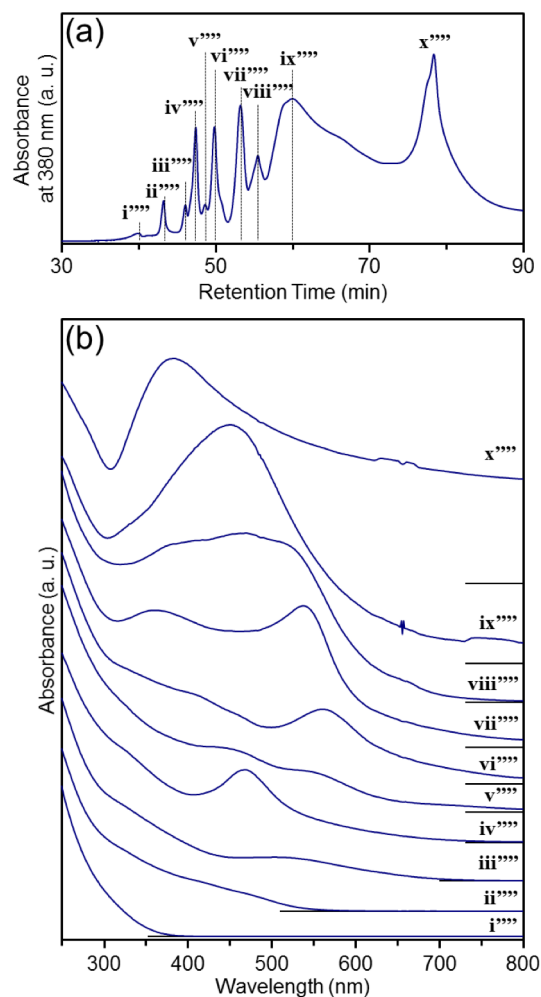 (a)
v''''
vi''''
ix''''
x''''
vii''''
viii''''
iv''''
iii''''
ii''''
i''''
Absorbance
at 380 nm (a. u.)
30 50 70 90
Retention Time (min)
(b)
x''''
ix''''
viii''''
vii''''
vi''''
v''''
iv''''
iii''''
ii''''
i''''
Absorbance (a. u.)
300 400 500 600 700 800
Wavelength (nm)